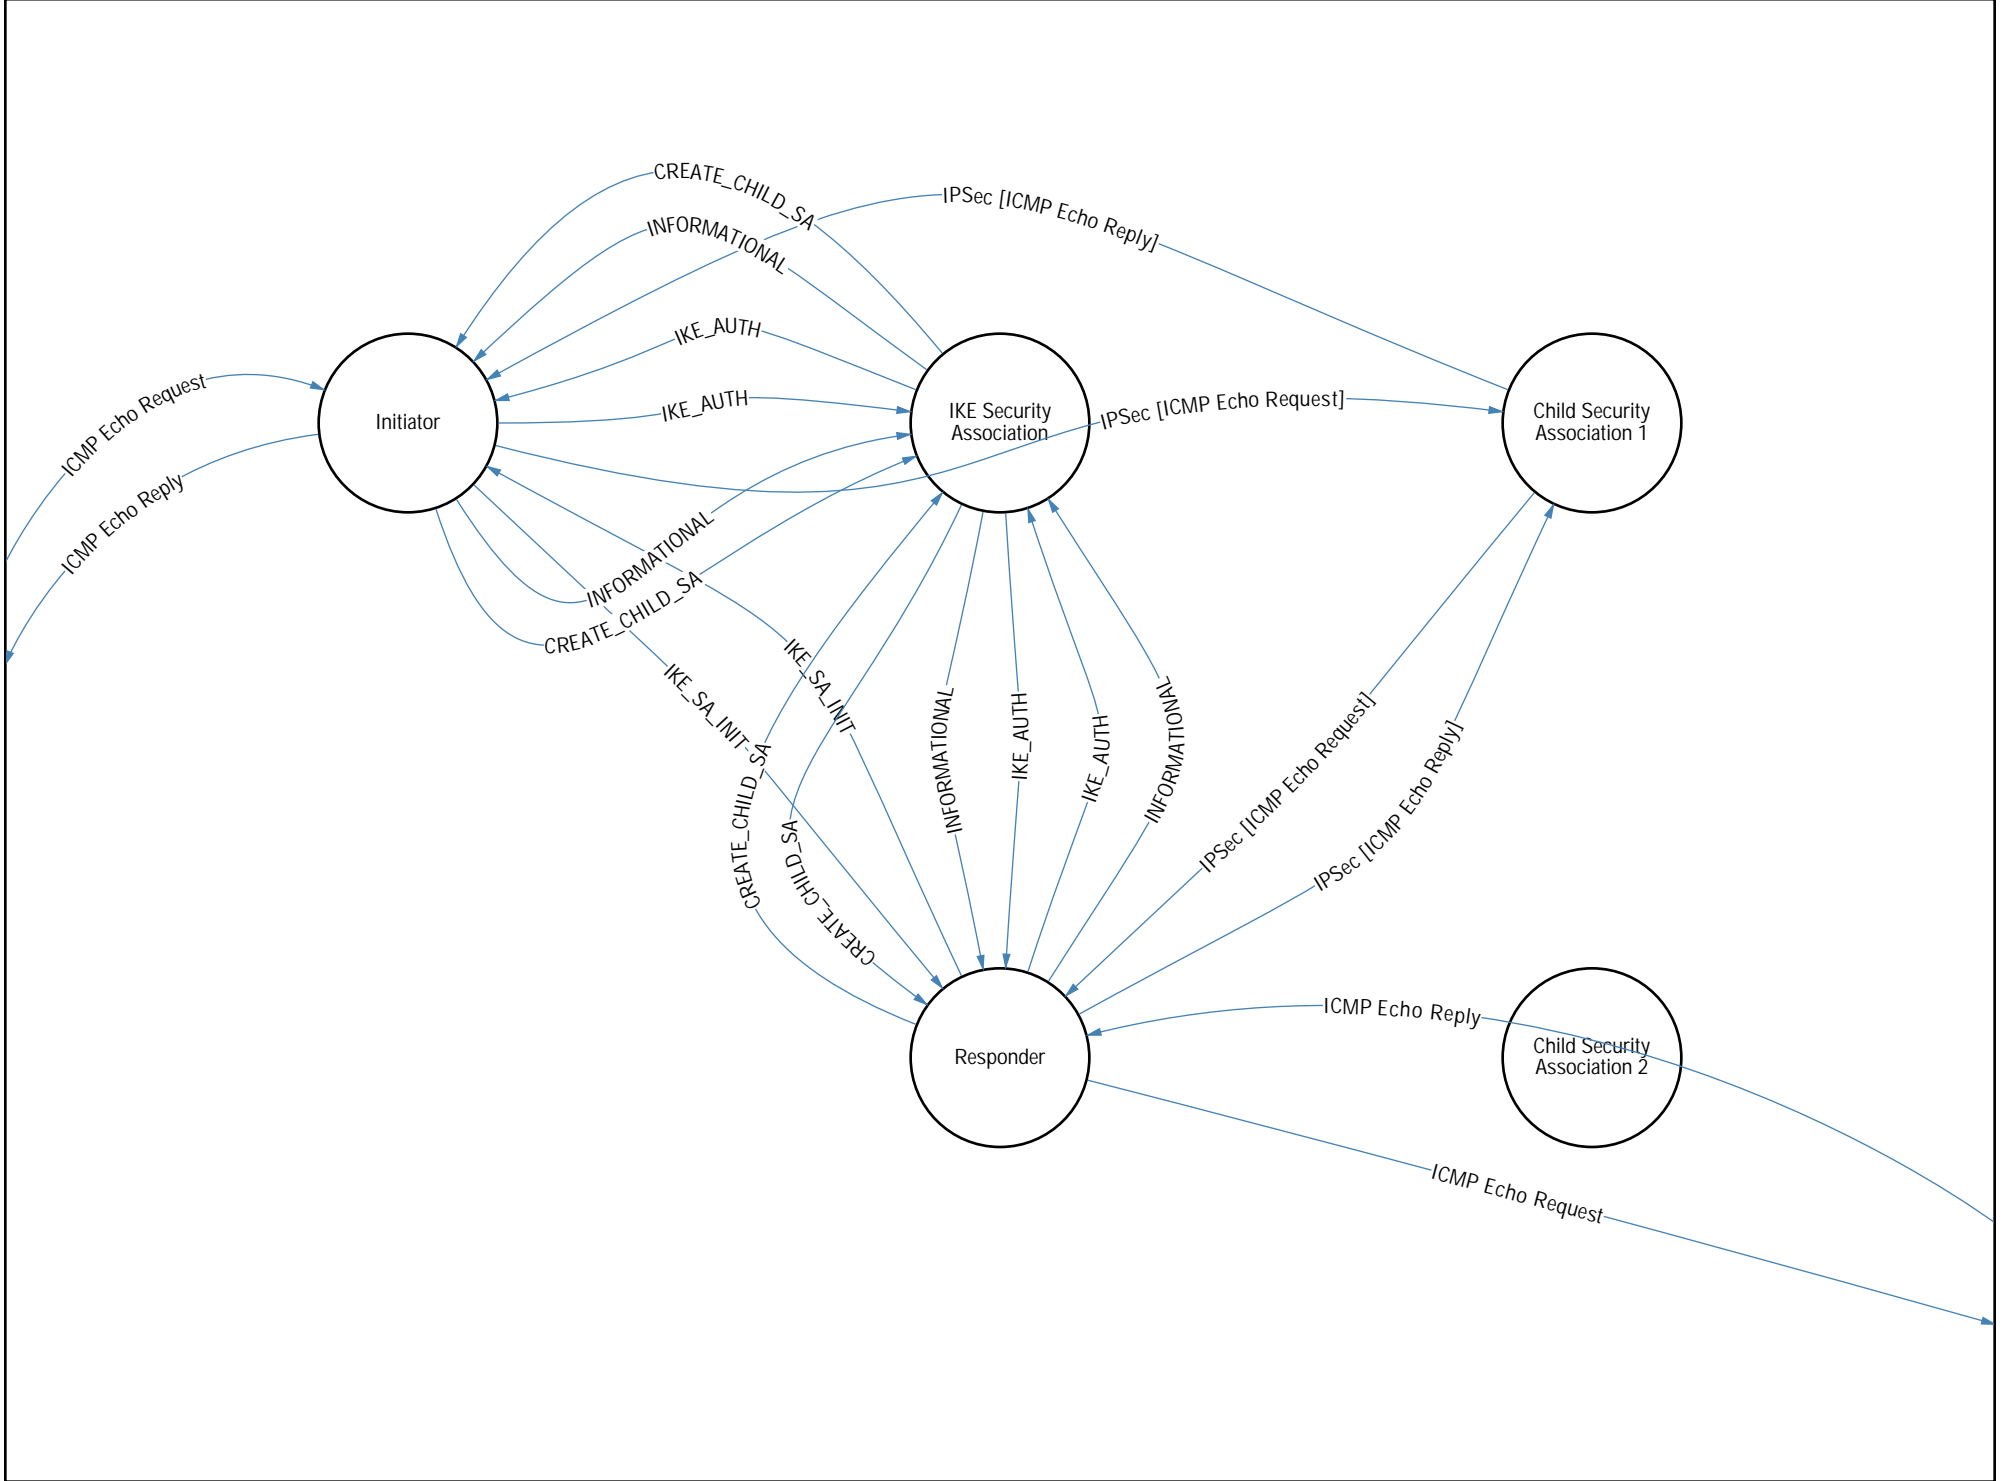 CREATE_CHILD_SA
IPSec [ICMP Echo Reply]
INFORMATIONAL
IKE_AUTH
ICMP Echo Request
Initiator
IKE_AUTH
IKE Security
Association
IPSec [ICMP Echo Request]
Child Security
Association 1
ICMP Echo Reply
INFORMATIONAL
CREATE_CHILD_SA
IKE_SA_INIT
IKE_SA_INIT
CREATE_CHILD_SA
CREATE_CHILD_SA
INFORMATIONAL
IKE_AUTH
IKE_AUTH
INFORMATIONAL
IPSec [ICMP Echo Request]
IPSec [ICMP Echo Reply]
Responder
ICMP Echo Reply
Child Security
Association 2
ICMP Echo Request